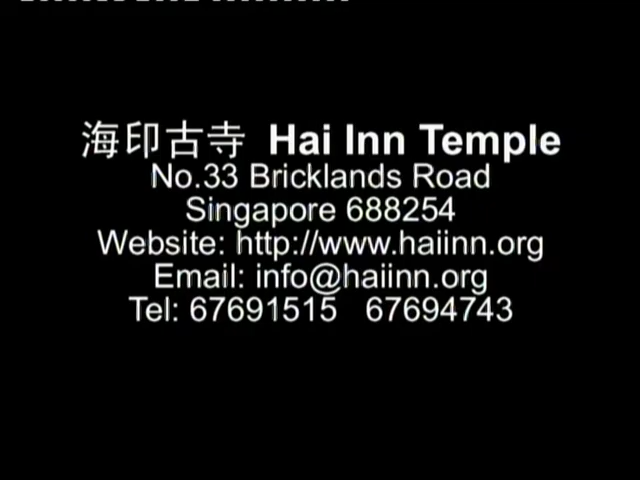 海印古寺 Hai Inn Temple
No.33 Bricklands Road
Singapore 688254
Website: http://www.haiinn.org
Email: info@haiinn.org
Tel: 67691515 67694743